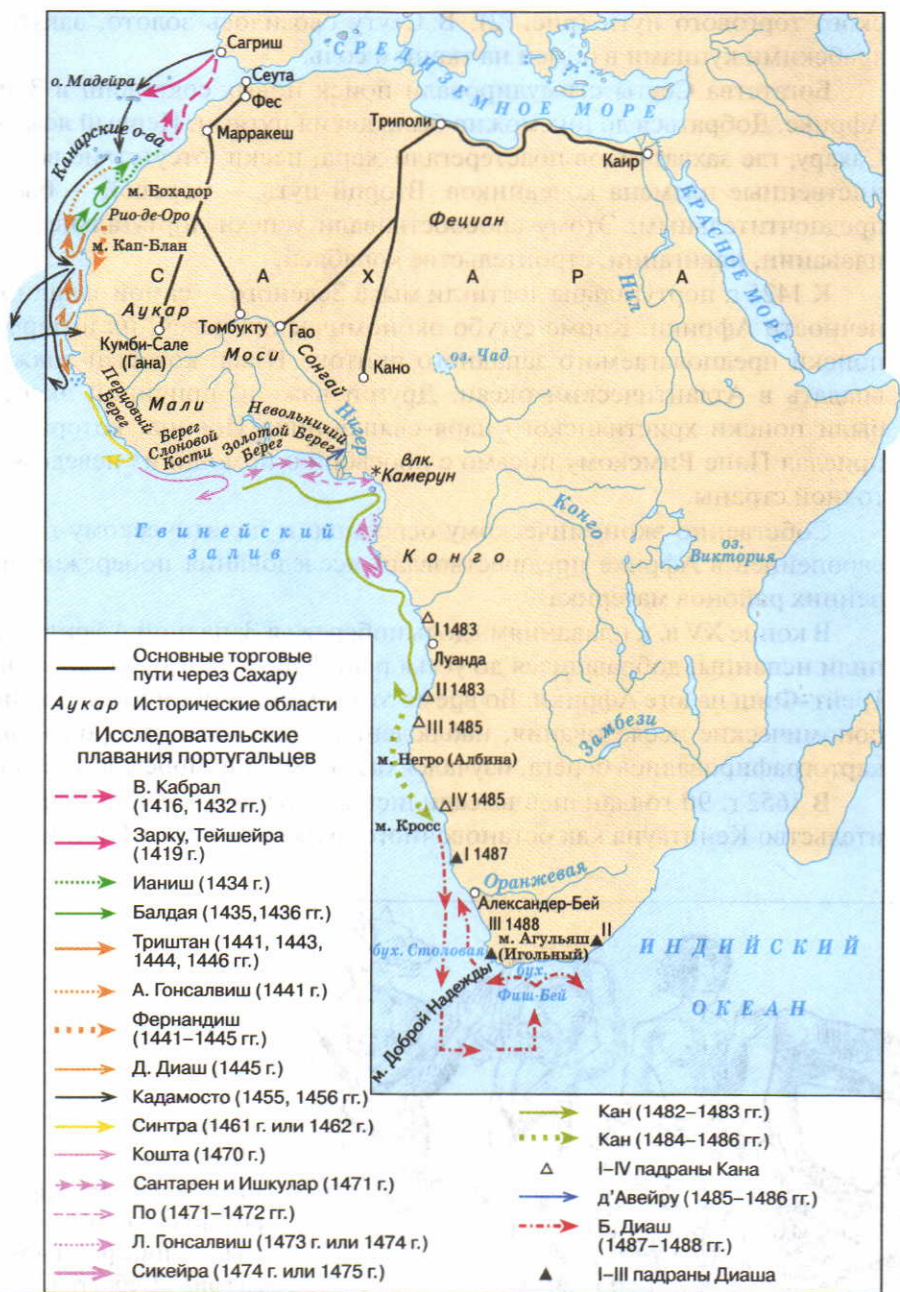 Сагриш
СРЕДИЗЕМНОЕ МОРЕ
о. Мадейра
Сеута
Фес
Марракеш
Триполи
Каир
Канарские о-ва
м. Бохадор
Рио-де-Оро
м. Кап-Блан
Феццан
КРАСНОЕ МОРЕ
САХАРА
Нил
Аукар
Томбукту
Гао
Кумби-Сале
(Гана)
Моси
Сонгай
Кано
оз. Чад
Перцовый
Берег
Мали
Берег
Слоновой
Кости
Золотой
Берег
Невольничий
Берег
Нигер
влк.
Камерун
Гвинейский
залив
Конго
Конго
оз.
Виктория
I 1483
Луанда
II 1483
III 1485
м. Негро (Албина)
Замбези
IV 1485
м. Кросс
I 1487
Оранжевая
Александер-Бей
III 1488
м. Агульяш
(Игольный)
II
бух. Столовая
бух.
Фиш-Бей
м. Доброй Надежды
ИНДИЙСКИЙ
ОКЕАН
Основные торговые
пути через Сахару
Аукар Исторические области
Исследовательские
плавания португальцев
В. Кабрал
(1416, 1432 гг.)
Зарку, Тейшейра
(1419 г.)
Ианиш (1434 г.)
Балдая (1435,1436 гг.)
Триштан (1441, 1443,
1444, 1446 гг.)
А. Гонсалвиш (1441 г.)
Фернандиш
(1441–1445 гг.)
Д. Диаш (1445 г.)
Кадамосто (1455, 1456 гг.)
Синтра (1461 г. или 1462 г.)
Кошта (1470 г.)
Сантарен и Ишкулар (1471 г.)
По (1471–1472 гг.)
Л. Гонсалвиш (1473 г. или 1474 г.)
Сикейра (1474 г. или 1475 г.)
Кан (1482–1483 гг.)
Кан (1484–1486 гг.)
I–IV падраны Кана
д’Авейру (1485–1486 гг.)
Б. Диаш
(1487–1488 гг.)
I–III падраны Диаша